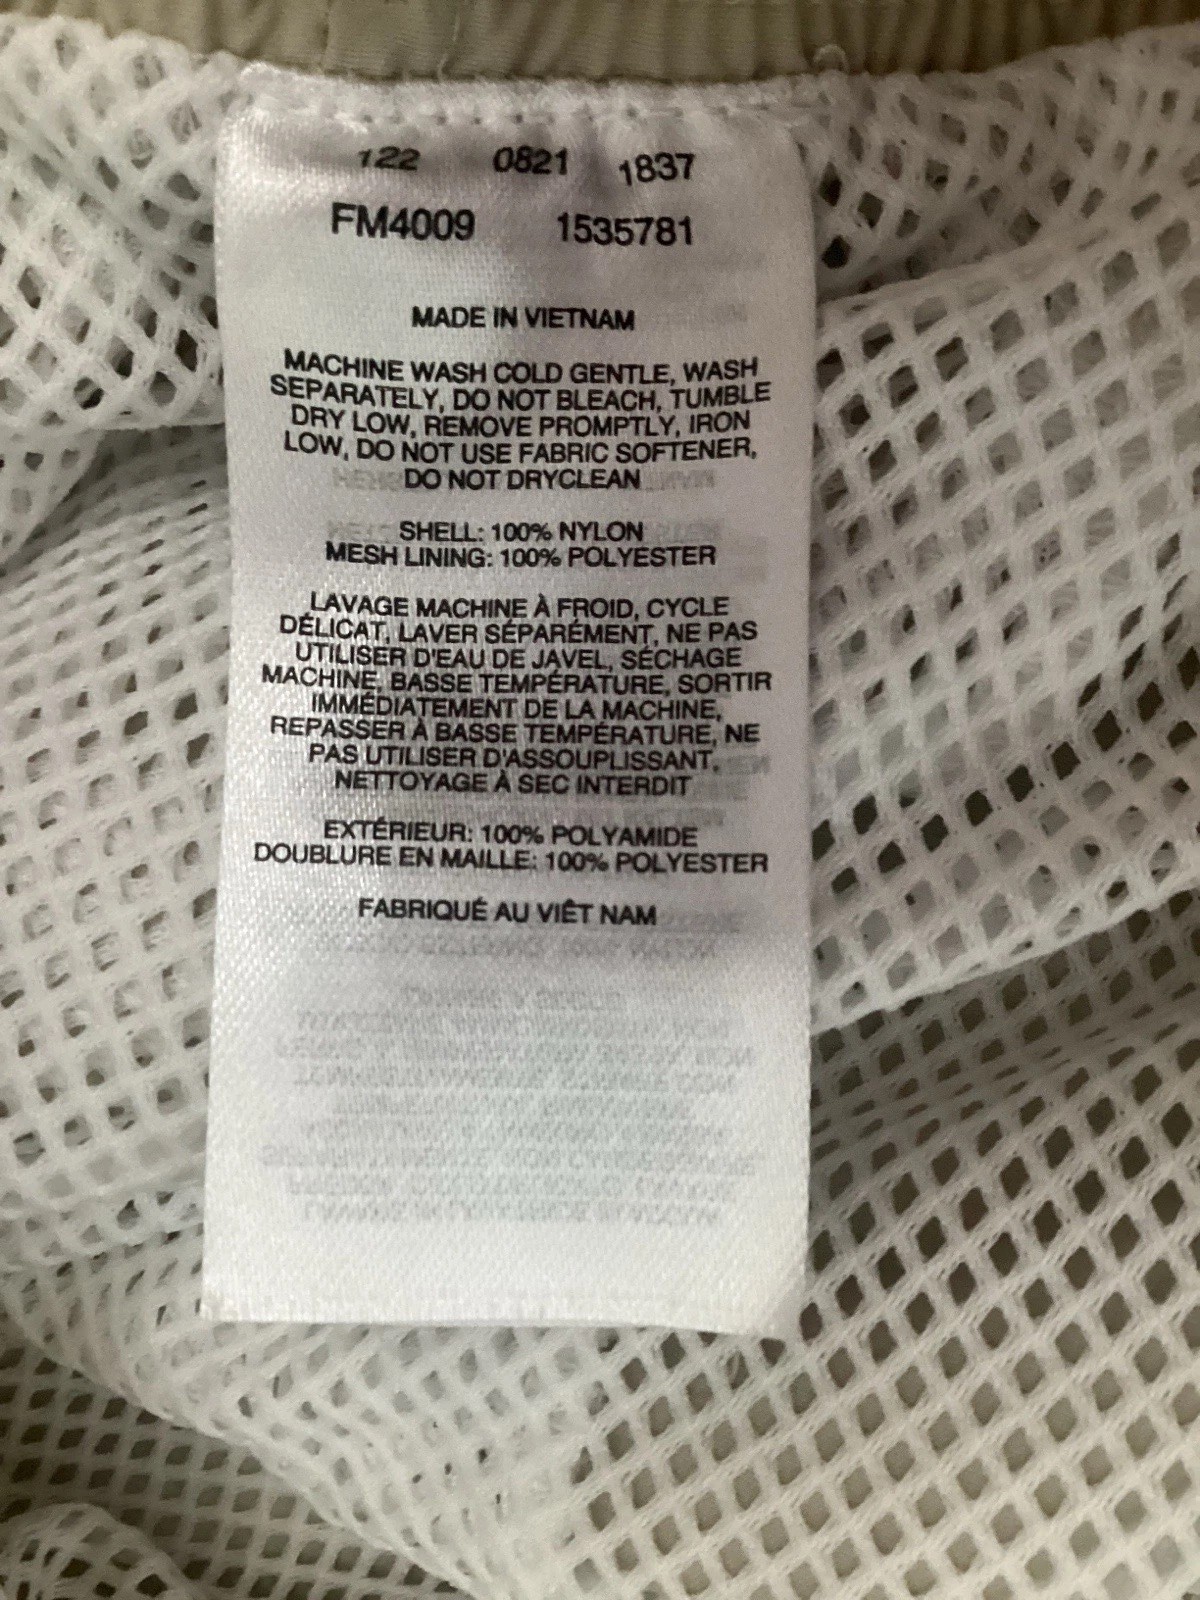 122 0821 1837
FM4009 1535781
MADE IN VIETNAM
MACHINE WASH COLD GENTLE, WASH
SEPARATELY, DO NOT BLEACH, TUMBLE
DRY LOW, REMOVE PROMPTLY, IRON
LOW, DO NOT USE FABRIC SOFTENER,
DO NOT DRYCLEAN
SHELL: 100% NYLON
MESH LINING: 100% POLYESTER
LAVAGE MACHINE À FROID, CYCLE
DÉLICAT, LAVER SÉPARÉMENT, NE PAS
UTILISER D'EAU DE JAVEL, SÉCHAGE
MACHINE, BASSE TEMPÉRATURE, SORTIR
IMMÉDIATEMENT DE LA MACHINE,
REPASSER À BASSE TEMPÉRATURE, NE
PAS UTILISER D'ASSOUPLISSANT,
NETTOYAGE À SEC INTERDIT
EXTÉRIEUR: 100% POLYAMIDE
DOUBLURE EN MAILLE: 100% POLYESTER
FABRIQUÉ AU VIÊT NAM